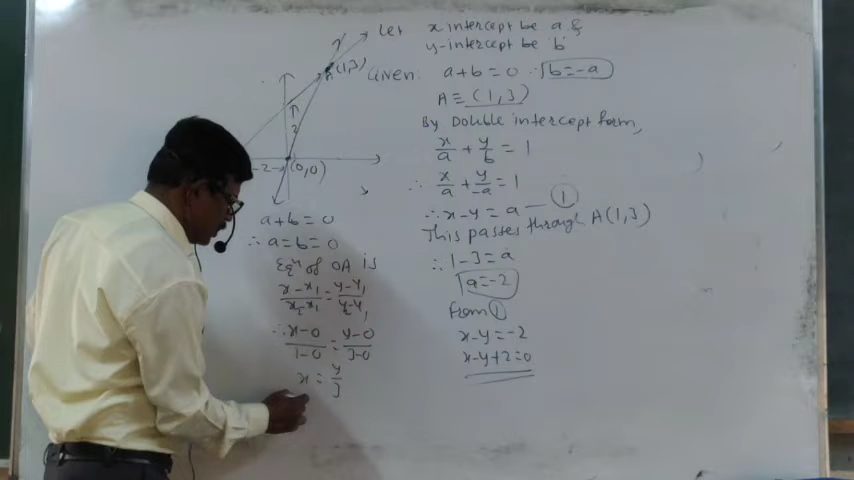 Let x intercept be a &
y-intercept be b
Given: a+b=0 ∴ b=-a
A ≡ (1,3)
By Double intercept form,
x/a + y/b = 1
∴ x/a + y/-a = 1
∴ x-y = a — ①
This passes through A(1,3)
∴ 1-3 = a
a=-2
From ①
x-y=-2
x-y+2=0
A(1,3)
2
-2
(0,0)
a+b=0
∴ a=b=0
Eqn of OA is
x-x1/x2-x1 = y-y1/y2-y1
∴ x-0/1-0 = y-0/3-0
x = y/3